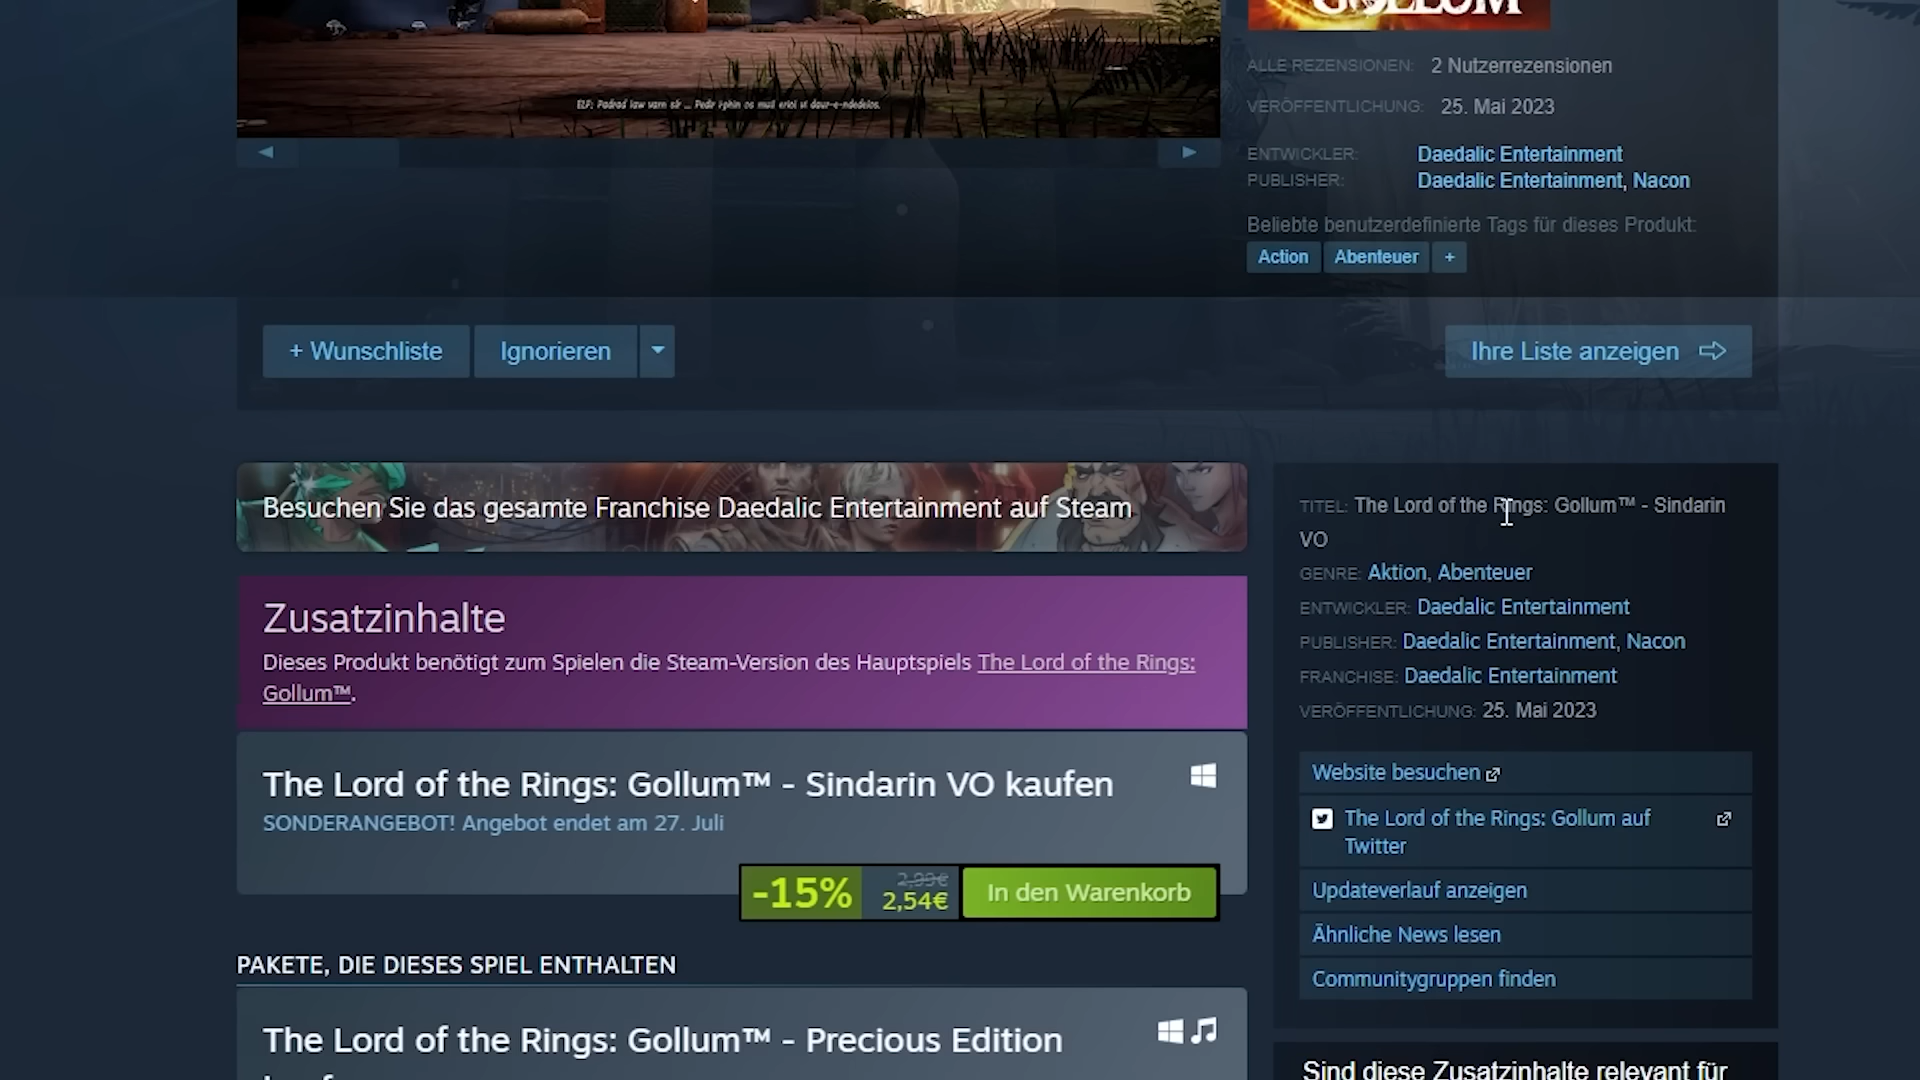 GOLLUM
ALLE REZENSIONEN: 2 Nutzerrezensionen
VERÖFFENTLICHUNG: 25. Mai 2023
ENTWICKLER: Daedalic Entertainment
PUBLISHER: Daedalic Entertainment, Nacon
Beliebte benutzerdefinierte Tags für dieses Produkt:
Action Abenteuer +
+ Wunschliste Ignorieren
Ihre Liste anzeigen
Besuchen Sie das gesamte Franchise Daedalic Entertainment auf Steam
Zusatzinhalte
Dieses Produkt benötigt zum Spielen die Steam-Version des Hauptspiels The Lord of the Rings:
Gollum™.
The Lord of the Rings: Gollum™ - Sindarin VO kaufen
SONDERANGEBOT! Angebot endet am 27. Juli
-15% 2,99€ 2,54€ In den Warenkorb
PAKETE, DIE DIESES SPIEL ENTHALTEN
The Lord of the Rings: Gollum™ - Precious Edition
TITEL: The Lord of the Rings: Gollum™ - Sindarin
VO
GENRE: Aktion, Abenteuer
ENTWICKLER: Daedalic Entertainment
PUBLISHER: Daedalic Entertainment, Nacon
FRANCHISE: Daedalic Entertainment
VERÖFFENTLICHUNG: 25. Mai 2023
Website besuchen
The Lord of the Rings: Gollum auf
Twitter
Updateverlauf anzeigen
Ähnliche News lesen
Communitygruppen finden
Sind diese Zusatzinhalte relevant für